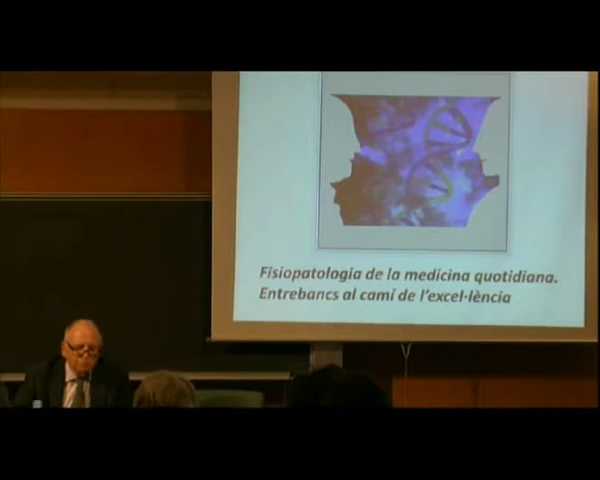 Fisiopatologia de la medicina quotidiana.
Entrebancs al camí de l'excel·lència